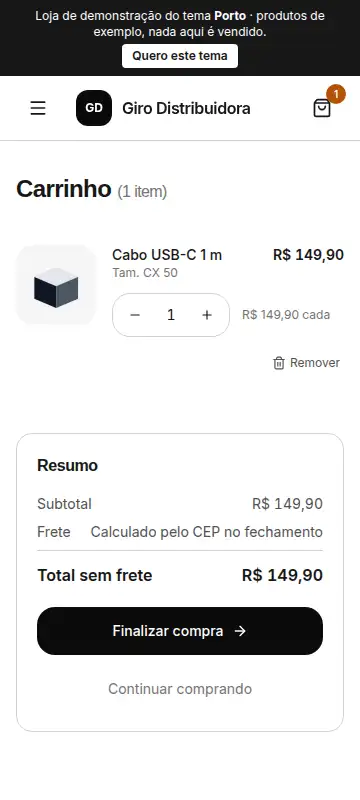 Loja de demonstração do tema Porto · produtos de
exemplo, nada aqui é vendido.
Quero este tema
GD Giro Distribuidora
1
Carrinho (1 item)
Cabo USB-C 1 m R$ 149,90
Tam. CX 50
− 1 + R$ 149,90 cada
Remover
Resumo
Subtotal R$ 149,90
Frete Calculado pelo CEP no fechamento
Total sem frete R$ 149,90
Finalizar compra →
Continuar comprando